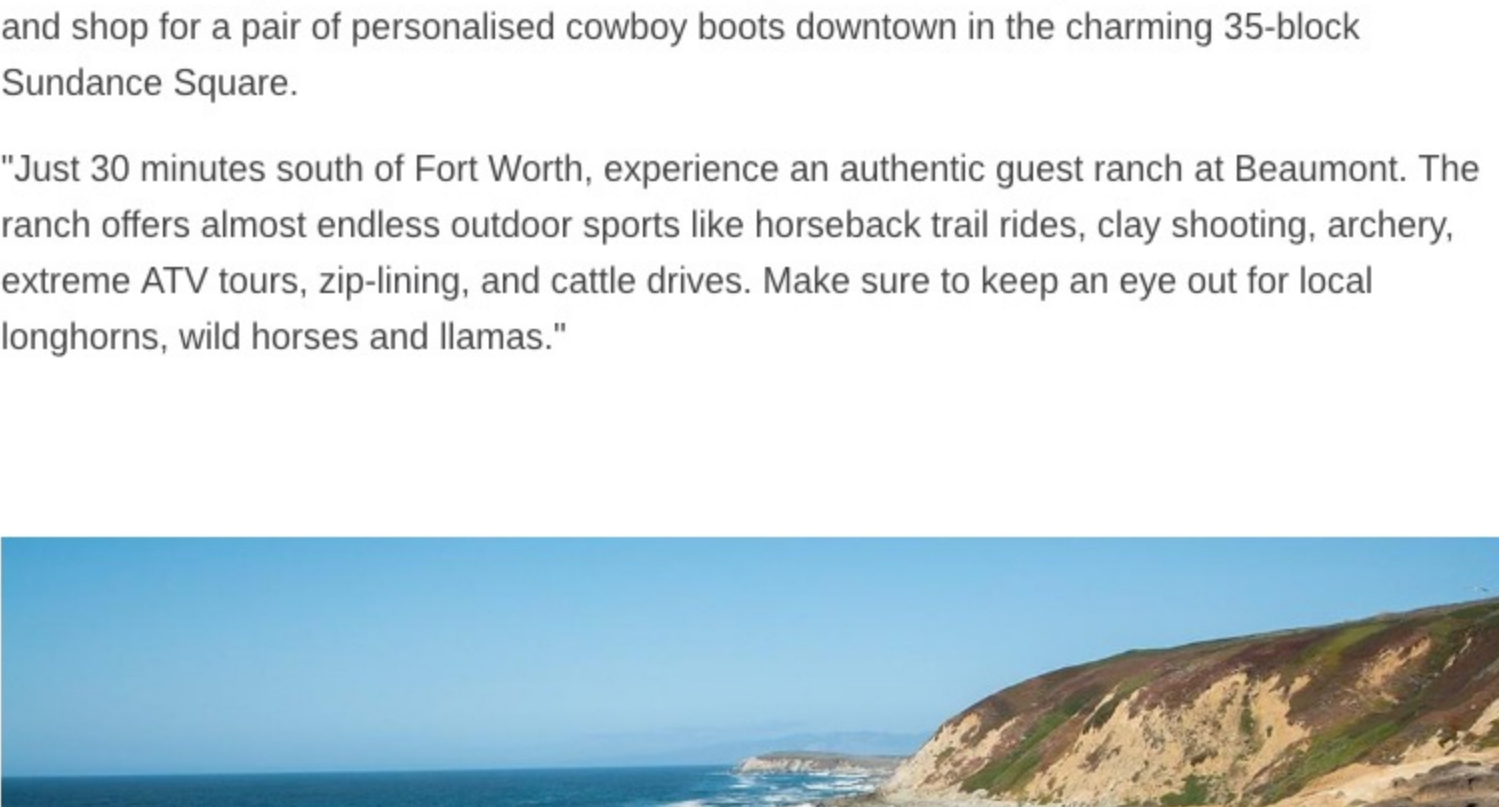 and shop for a pair of personalised cowboy boots downtown in the charming 35-block
Sundance Square.
"Just 30 minutes south of Fort Worth, experience an authentic guest ranch at Beaumont. The
ranch offers almost endless outdoor sports like horseback trail rides, clay shooting, archery,
extreme ATV tours, zip-lining, and cattle drives. Make sure to keep an eye out for local
longhorns, wild horses and llamas."